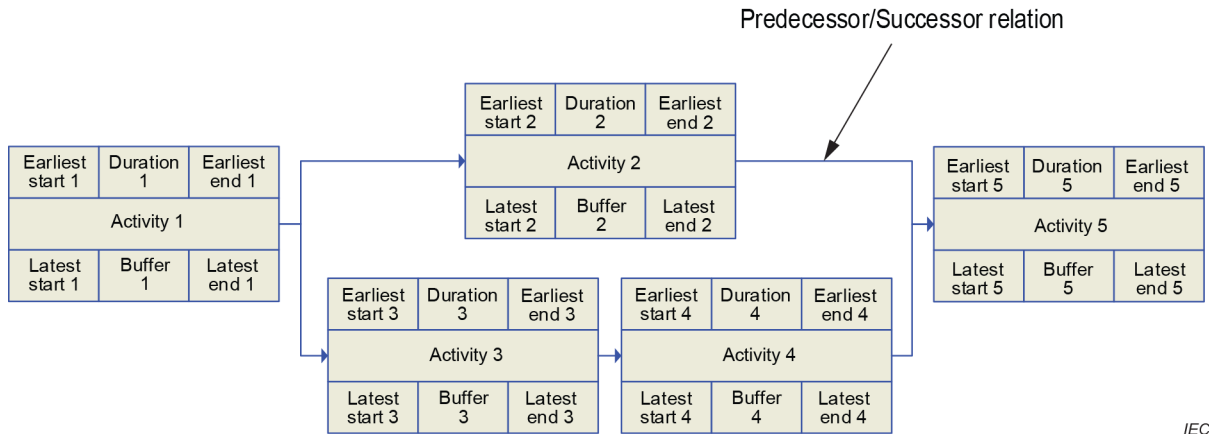 Predecessor/Successor relation
Earliest
start 1
Duration
1
Earliest
end 1
Activity 1
Latest
start 1
Buffer
1
Latest
end 1
Earliest
start 2
Duration
2
Earliest
end 2
Activity 2
Latest
start 2
Buffer
2
Latest
end 2
Earliest
start 3
Duration
3
Earliest
end 3
Activity 3
Latest
start 3
Buffer
3
Latest
end 3
Earliest
start 4
Duration
4
Earliest
end 4
Activity 4
Latest
start 4
Buffer
4
Latest
end 4
Earliest
start 5
Duration
5
Earliest
end 5
Activity 5
Latest
start 5
Buffer
5
Latest
end 5
IEC